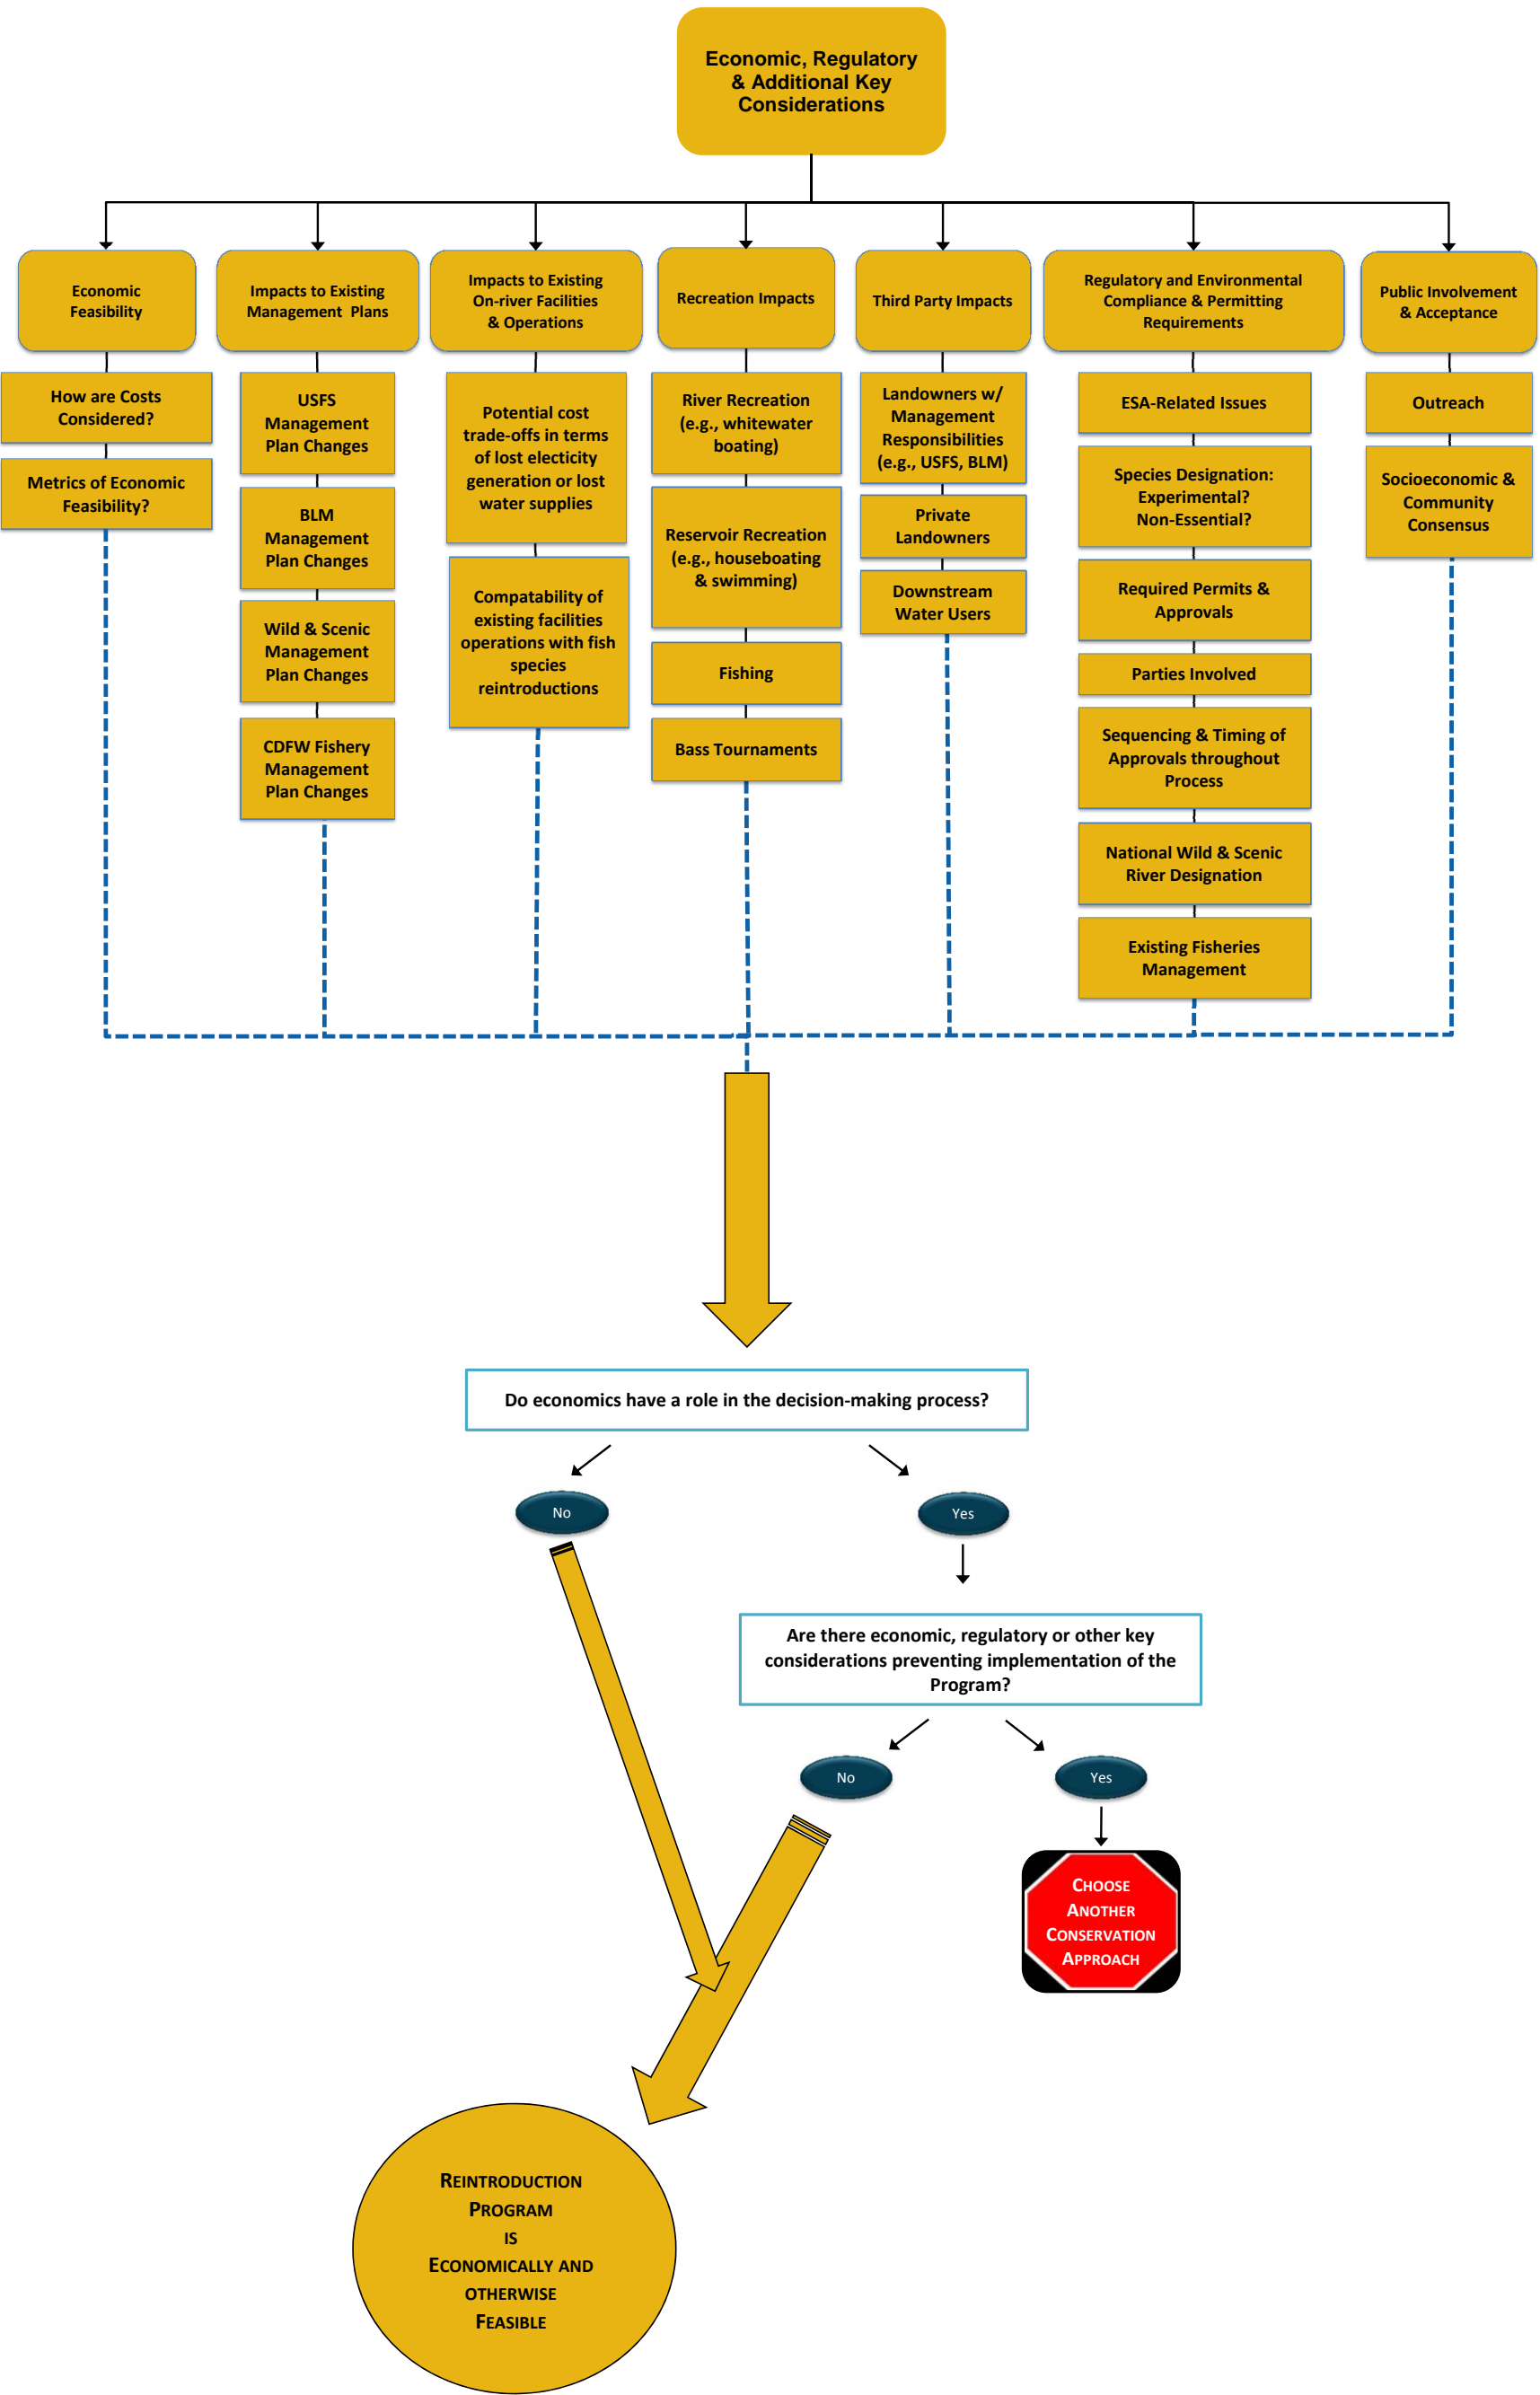 Economic, Regulatory
& Additional Key
Considerations
Economic
Feasibility
Impacts to Existing
Management Plans
Impacts to Existing
On-river Facilities
& Operations
Recreation Impacts
Third Party Impacts
Regulatory and Environmental
Compliance & Permitting
Requirements
Public Involvement
& Acceptance
How are Costs
Considered?
Metrics of Economic
Feasibility?
USFS
Management
Plan Changes
BLM
Management
Plan Changes
Wild & Scenic
Management
Plan Changes
CDFW Fishery
Management
Plan Changes
Potential cost
trade-offs in terms
of lost electicity
generation or lost
water supplies
Compatability of
existing facilities
operations with fish
species
reintroductions
River Recreation
(e.g., whitewater
boating)
Reservoir Recreation
(e.g., houseboating
& swimming)
Fishing
Bass Tournaments
Landowners w/
Management
Responsibilities
(e.g., USFS, BLM)
Private
Landowners
Downstream
Water Users
ESA-Related Issues
Species Designation:
Experimental?
Non-Essential?
Required Permits &
Approvals
Parties Involved
Sequencing & Timing of
Approvals throughout
Process
National Wild & Scenic
River Designation
Existing Fisheries
Management
Outreach
Socioeconomic &
Community
Consensus
Do economics have a role in the decision-making process?
No
Yes
Are there economic, regulatory or other key
considerations preventing implementation of the
Program?
No
Yes
CHOOSE
ANOTHER
CONSERVATION
APPROACH
REINTRODUCTION
PROGRAM
IS
ECONOMICALLY AND
OTHERWISE
FEASIBLE